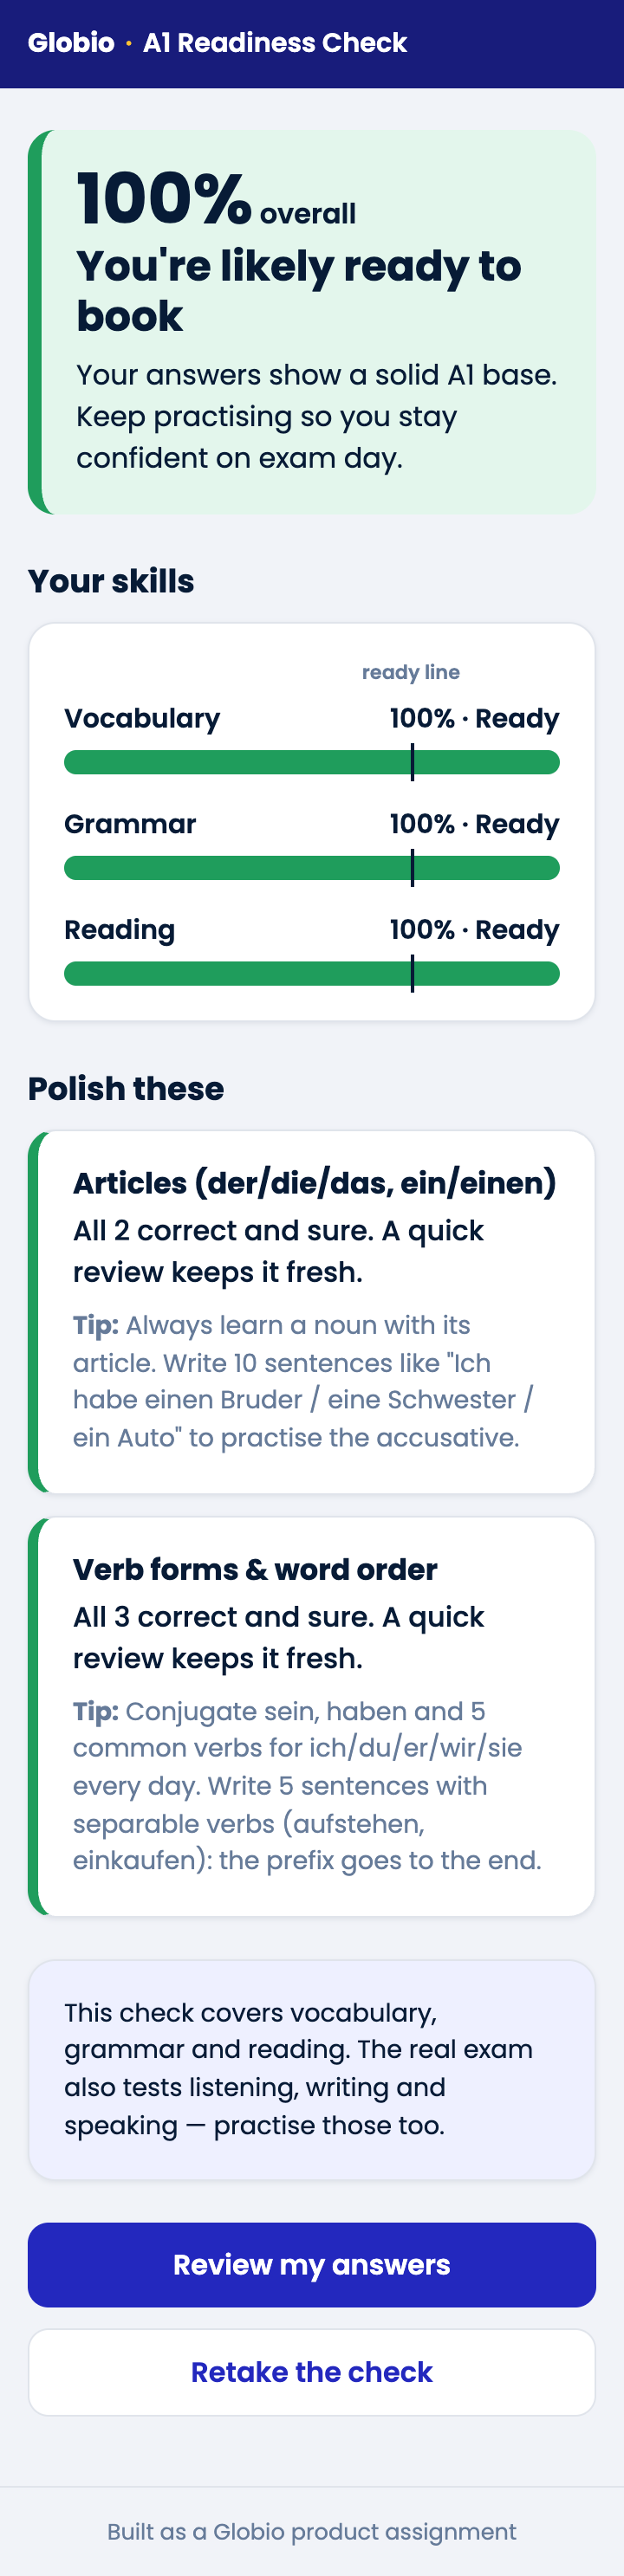 Globio · A1 Readiness Check
100% overall
You're likely ready to
book
Your answers show a solid A1 base.
Keep practising so you stay
confident on exam day.
Your skills
ready line
Vocabulary 100% · Ready
Grammar 100% · Ready
Reading 100% · Ready
Polish these
Articles (der/die/das, ein/einen)
All 2 correct and sure. A quick
review keeps it fresh.
Tip: Always learn a noun with its
article. Write 10 sentences like "Ich
habe einen Bruder / eine Schwester /
ein Auto" to practise the accusative.
Verb forms & word order
All 3 correct and sure. A quick
review keeps it fresh.
Tip: Conjugate sein, haben and 5
common verbs for ich/du/er/wir/sie
every day. Write 5 sentences with
separable verbs (aufstehen,
einkaufen): the prefix goes to the end.
This check covers vocabulary,
grammar and reading. The real exam
also tests listening, writing and
speaking — practise those too.
Review my answers
Retake the check
Built as a Globio product assignment